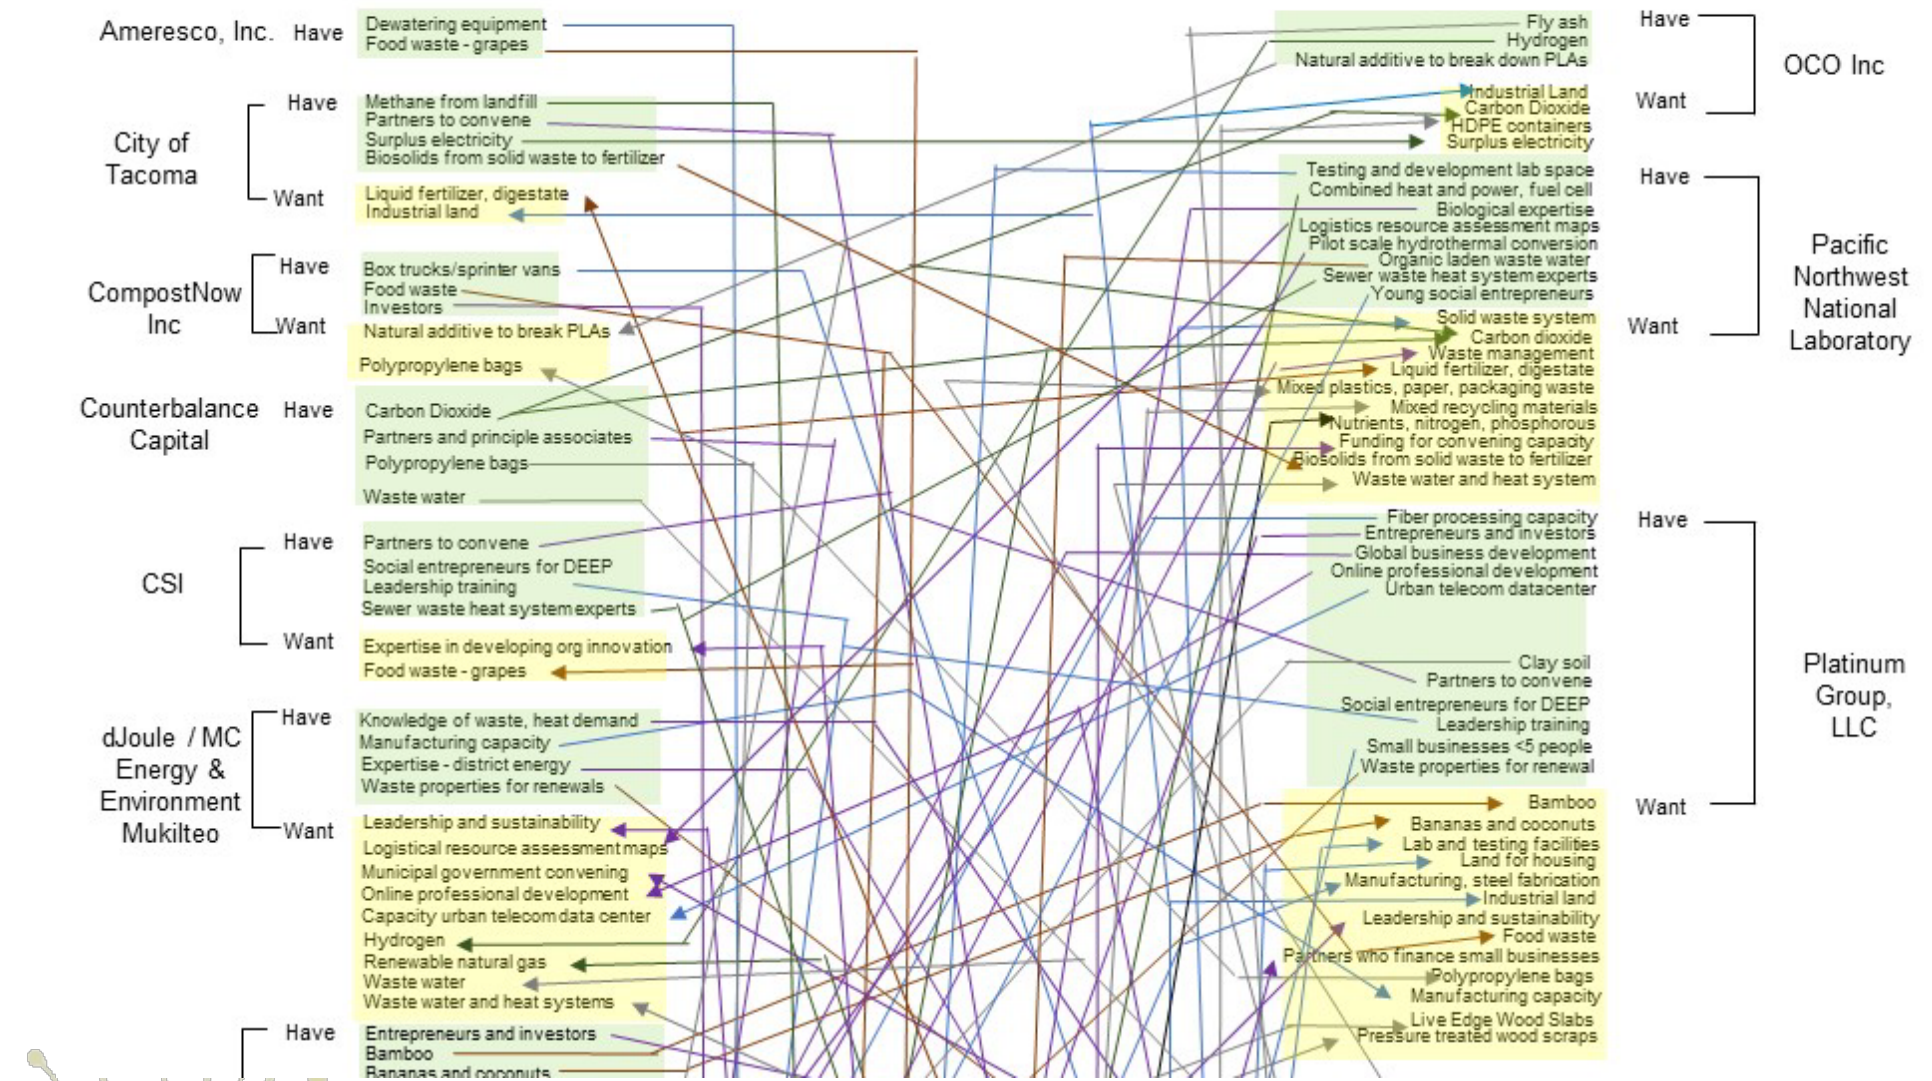 Ameresco, Inc.
Have
Dewatering equipment
Food waste - grapes
City of
Tacoma
Have
Methane from landfill
Partners to convene
Surplus electricity
Biosolids from solid waste to fertilizer
Want
Liquid fertilizer, digestate
Industrial land
CompostNow
Inc
Have
Box trucks/sprinter vans
Food waste
Investors
Want
Natural additive to break PLAs
Polypropylene bags
Counterbalance
Capital
Have
Carbon Dioxide
Partners and principle associates
Polypropylene bags
Waste water
CSI
Have
Partners to convene
Social entrepreneurs for DEEP
Leadership training
Sewer waste heat system experts
Want
Expertise in developing org innovation
Food waste - grapes
dJoule / MC
Energy &
Environment
Mukilteo
Have
Knowledge of waste, heat demand
Manufacturing capacity
Expertise - district energy
Waste properties for renewals
Want
Leadership and sustainability
Logistical resource assessment maps
Municipal government convening
Online professional development
Capacity urban telecom data center
Hydrogen
Renewable natural gas
Waste water
Waste water and heat systems
Have
Entrepreneurs and investors
Bamboo
Bananas and coconuts
OCO Inc
Have
Fly ash
Hydrogen
Natural additive to break down PLAs
Want
Industrial Land
Carbon Dioxide
HDPE containers
Surplus electricity
Pacific
Northwest
National
Laboratory
Have
Testing and development lab space
Combined heat and power, fuel cell
Biological expertise
Logistics resource assessment maps
Pilot scale hydrothermal conversion
Organic laden waste water
Sewer waste heat system experts
Young social entrepreneurs
Want
Solid waste system
Carbon dioxide
Waste management
Liquid fertilizer, digestate
Mixed plastics, paper, packaging waste
Mixed recycling materials
Nutrients, nitrogen, phosphorous
Funding for convening capacity
Biosolids from solid waste to fertilizer
Waste water and heat system
Platinum
Group,
LLC
Have
Fiber processing capacity
Entrepreneurs and investors
Global business development
Online professional development
Urban telecom datacenter
Clay soil
Partners to convene
Social entrepreneurs for DEEP
Leadership training
Small businesses <5 people
Waste properties for renewal
Want
Bamboo
Bananas and coconuts
Lab and testing facilities
Land for housing
Manufacturing, steel fabrication
Industrial land
Leadership and sustainability
Food waste
Partners who finance small businesses
Polypropylene bags
Manufacturing capacity
Live Edge Wood Slabs
Pressure treated wood scraps